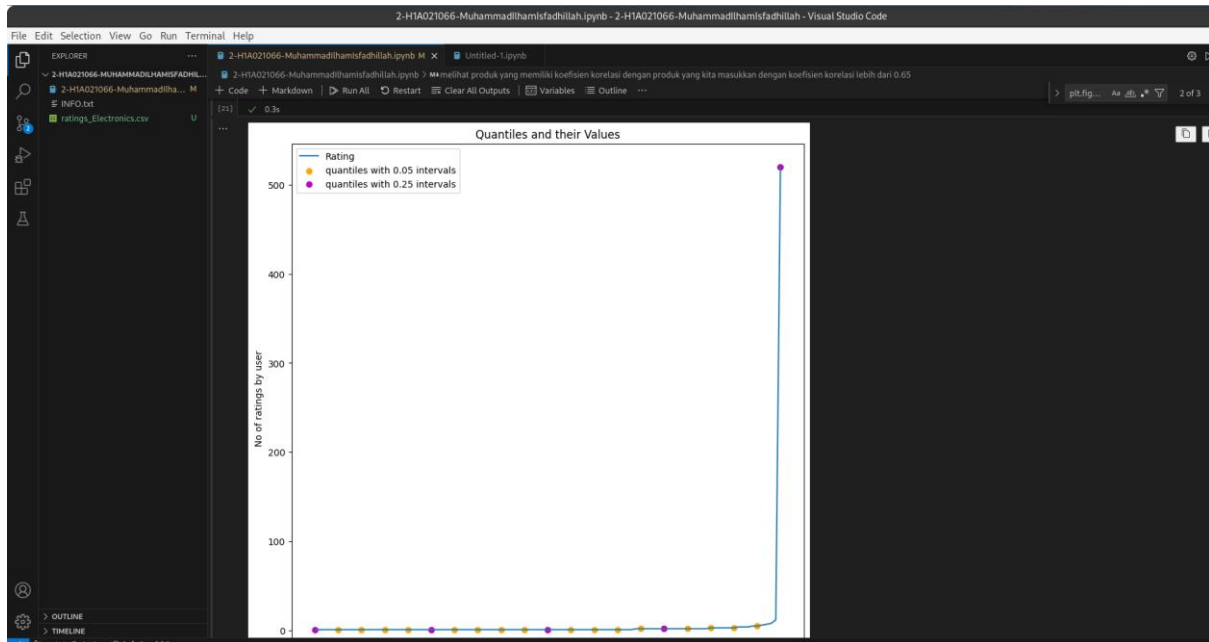 2-H1A021066-MuhammadIlhamIsfadhillah.ipynb - 2-H1A021066-MuhammadIlhamIsfadhillah - Visual Studio Code
File Edit Selection View Go Run Terminal Help
EXPLORER ...
2-H1A021066-MuhammadIlhamIsfadhillah.ipynb M
Untitled-1.ipynb
2-H1A021066-MUHAMMADILHAMISFADHIL...
2-H1A021066-MuhammadIlha... M
INFO.txt
ratings_Electronics.csv U
2-H1A021066-MuhammadIlhamIsfadhillah.ipynb > M↓melihat produk yang memiliki koefisien korelasi dengan produk yang kita masukkan dengan koefisien korelasi lebih dari 0.65
+ Code + Markdown | Run All Restart Clear All Outputs | Variables Outline ...
> plt.fig... Aa ab .* 2 of 3
[21] ✓ 0.3s
...
Quantiles and their Values
Rating
quantiles with 0.05 intervals
quantiles with 0.25 intervals
500
400
300
200
100
0
No of ratings by user
> OUTLINE
> TIMELINE
2